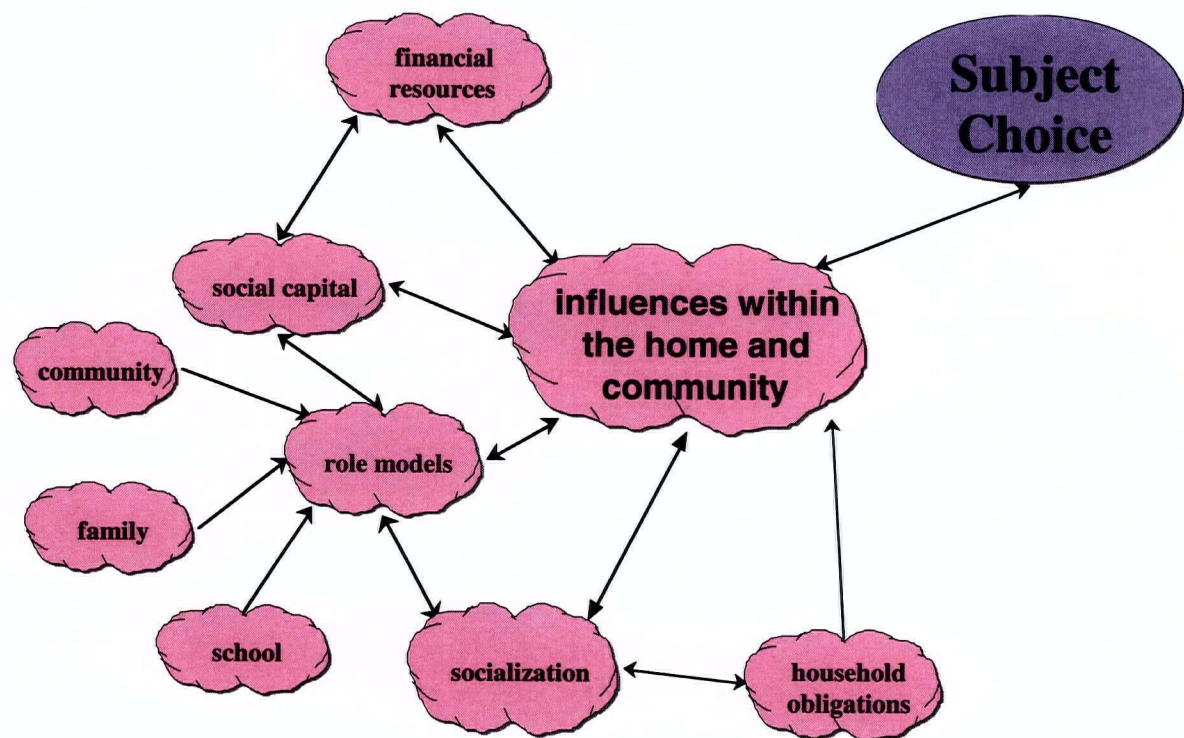 financial
resources
Subject
Choice
social capital
influences within
the home and
community
community
role models
family
school
socialization
household
obligations